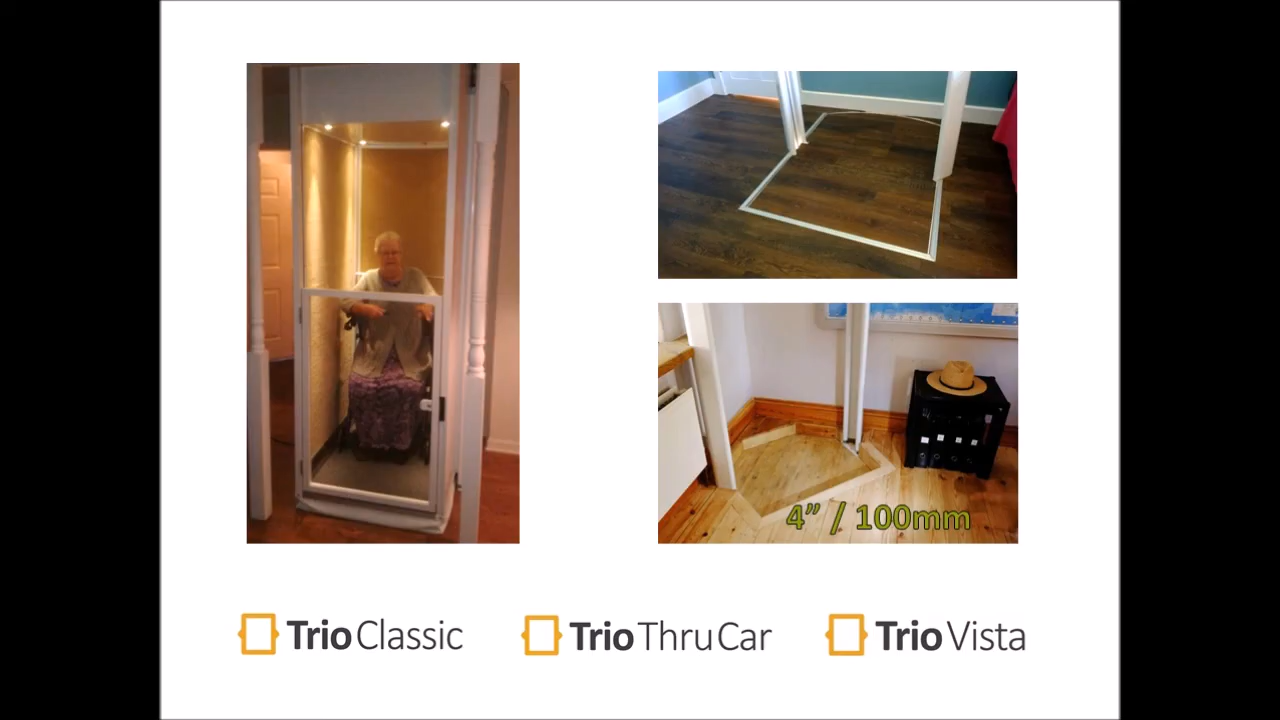 4” / 100mm
Trio Classic
Trio ThruCar
Trio Vista